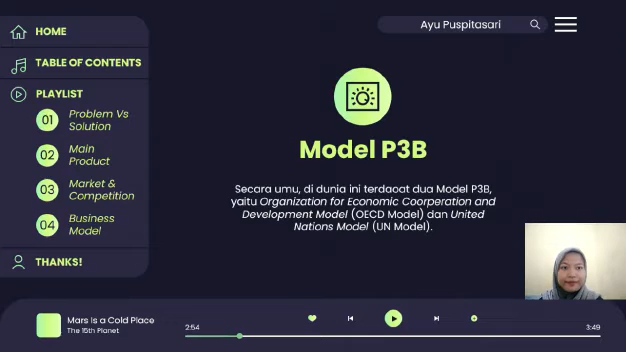 Ayu Puspitasari
HOME
TABLE OF CONTENTS
PLAYLIST
01
Problem Vs
Solution
02
Main
Product
03
Market &
Competition
04
Business
Model
THANKS!
Model P3B
Secara umu, di dunia ini terdaoat dua Model P3B,
yaitu Organization for Economic Coorperation and
Development Model (OECD Model) dan United
Nations Model (UN Model).
Mars Is a Cold Place
The 15th Planet
2:54
3:49